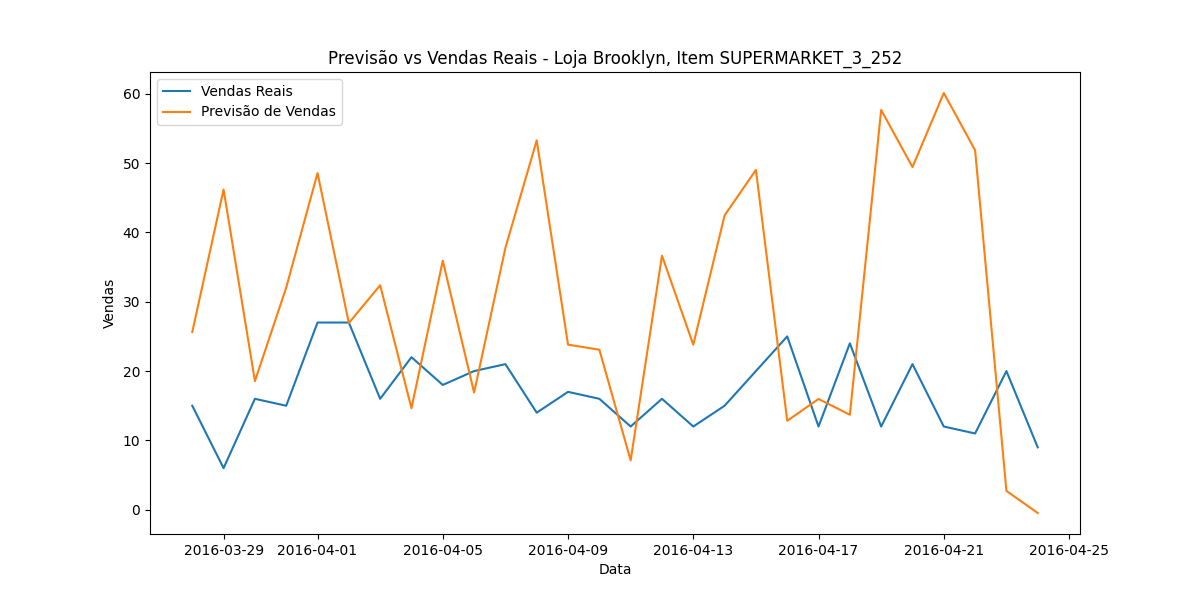 Previsão vs Vendas Reais - Loja Brooklyn, Item SUPERMARKET_3_252
Vendas Reais
Previsão de Vendas
Vendas
60
50
40
30
20
10
0
2016-03-29 2016-04-01 2016-04-05 2016-04-09 2016-04-13 2016-04-17 2016-04-21 2016-04-25
Data